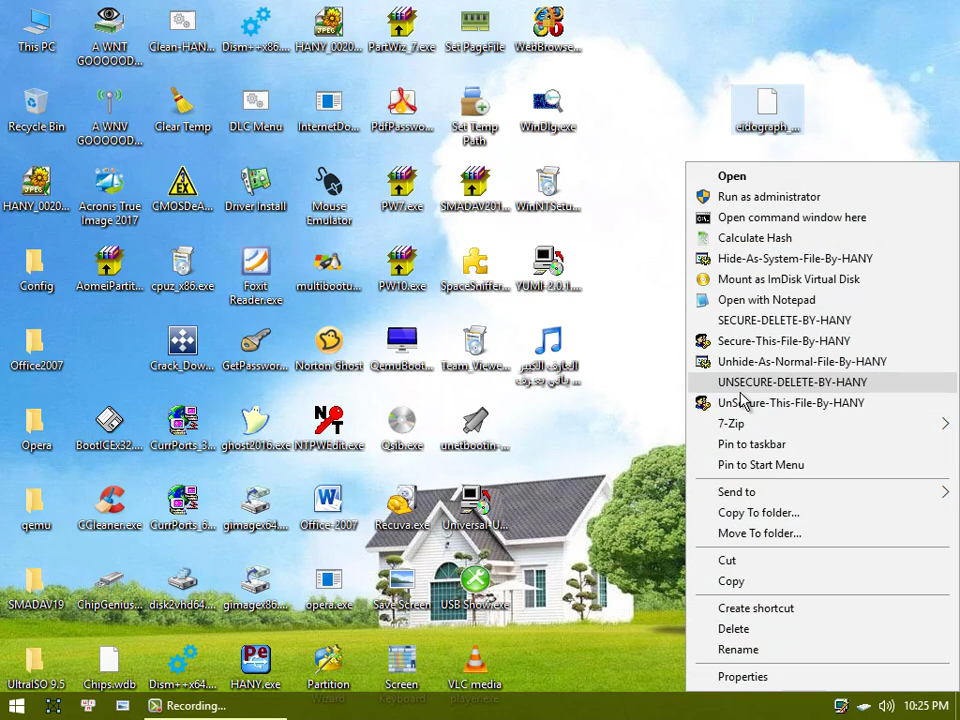 This PC
A WNT
GOOOOOD...
Clean-HAN...
Dism++x86....
HANY_0020...
PartWiz_7.exe
Set PageFile
WebBrowse...
Recycle Bin
A WNV
GOOOOOD...
Clear Temp
DLC Menu
InternetDo...
PdfPasswo...
Set Temp
Path
WinDlg.exe
eidograph_...
HANY_0020...
Acronis True
Image 2017
CMOSDeA...
Driver Install
Mouse
Emulator
PW7.exe
SMADAV201...
WinNTSetu...
Config
AomeiPartit...
cpuz_x86.exe
Foxit
Reader.exe
multibootu...
PW10.exe
SpaceSniffer...
YUMI-2.0.1....
Office2007
Crack_Dow...
GetPasswor...
Norton Ghost
QemuBoot...
Team_Viewe...
Opera
BootICEx32....
CurrPorts_3...
ghost2016.exe
NTPWEdit.exe
Qsib.exe
unetbootin-...
qemu
CCleaner.exe
CurrPorts_6...
gimagex64....
Office-2007
Recuva.exe
Universal-U...
SMADAV19
ChipGenius...
disk2vhd64....
gimagex86....
opera.exe
Save Screen
USB Show.exe
UltraISO 9.5
Chips.wdb
Dism++x64....
HANY.exe
Partition
Wizard
Screen
Keyboard
VLC media
player.exe
Open
Run as administrator
Open command window here
Calculate Hash
Hide-As-System-File-By-HANY
Mount as ImDisk Virtual Disk
Open with Notepad
SECURE-DELETE-BY-HANY
Secure-This-File-By-HANY
Unhide-As-Normal-File-By-HANY
UNSECURE-DELETE-BY-HANY
UnSecure-This-File-By-HANY
7-Zip
Pin to taskbar
Pin to Start Menu
Send to
Copy To folder...
Move To folder...
Cut
Copy
Create shortcut
Delete
Rename
Properties
Recording...
10:25 PM